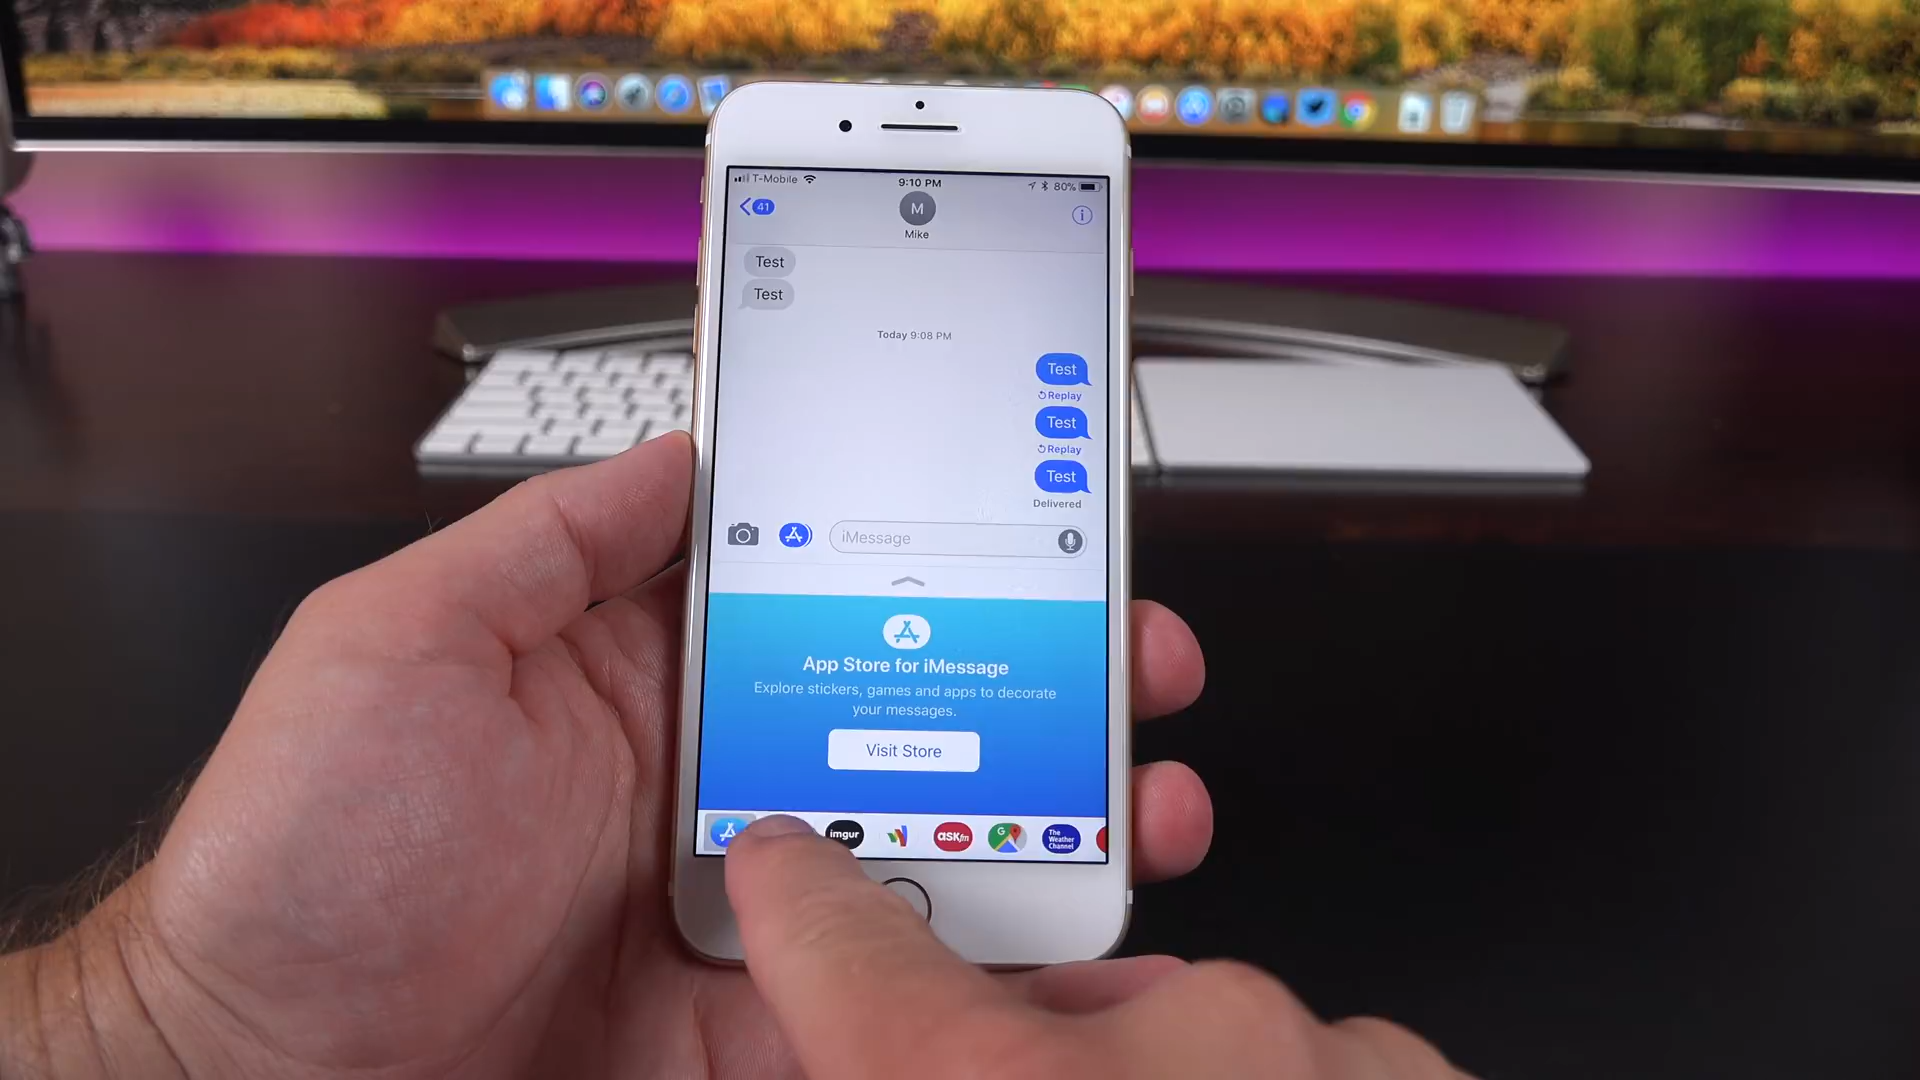 T-Mobile
9:10 PM
80%
41
M
Mike
Test
Test
Today 9:08 PM
Test
Replay
Test
Replay
Test
Delivered
iMessage
App Store for iMessage
Explore stickers, games and apps to decorate
your messages.
Visit Store
imgur
ASKfm
G
The
Weather
Channel